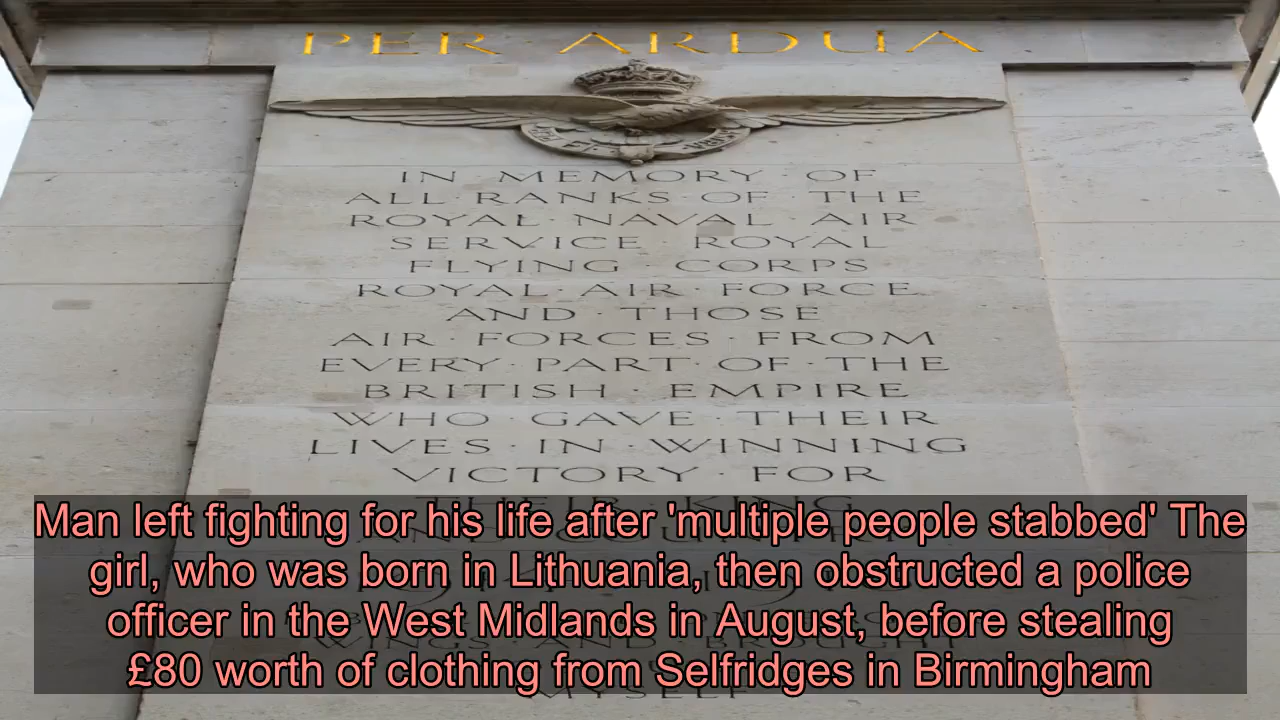 PER ARDUA
IN · MEMORY · OF
ALL · RANKS · OF · THE
ROYAL · NAVAL · AIR
SERVICE · ROYAL
FLYING · CORPS
ROYAL · AIR · FORCE
AND · THOSE
AIR · FORCES · FROM
EVERY · PART · OF · THE
BRITISH · EMPIRE
WHO · GAVE · THEIR
LIVES · IN · WINNING
VICTORY · FOR
THEIR · KING
Man left fighting for his life after 'multiple people stabbed' The
girl, who was born in Lithuania, then obstructed a police
officer in the West Midlands in August, before stealing
£80 worth of clothing from Selfridges in Birmingham
MYSELF